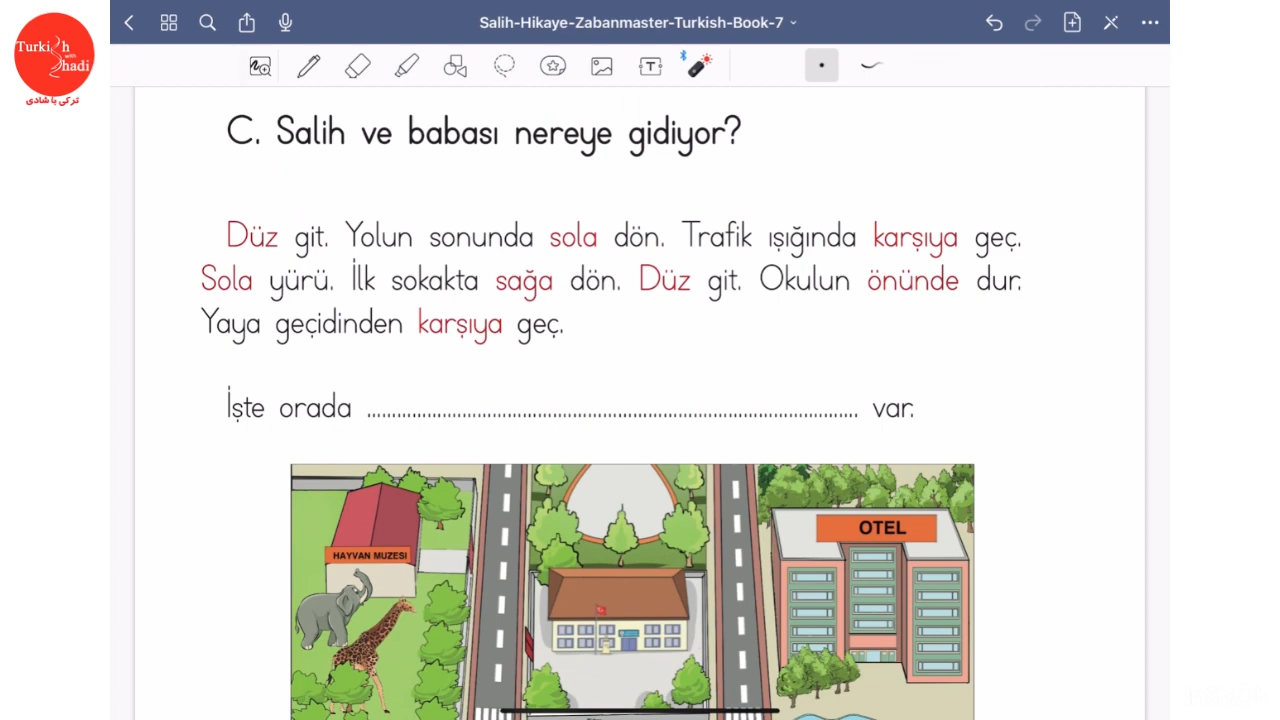 Turkish
with
Shadi
ترکی با شادی
Salih-Hikaye-Zabanmaster-Turkish-Book-7
T
C. Salih ve babası nereye gidiyor?
Düz git. Yolun sonunda sola dön. Trafik ışığında karşıya geç.
Sola yürü. İlk sokakta sağa dön. Düz git. Okulun önünde dur.
Yaya geçidinden karşıya geç.
İşte orada .................................................................................................. var.
HAYVAN MUZESI
OTEL